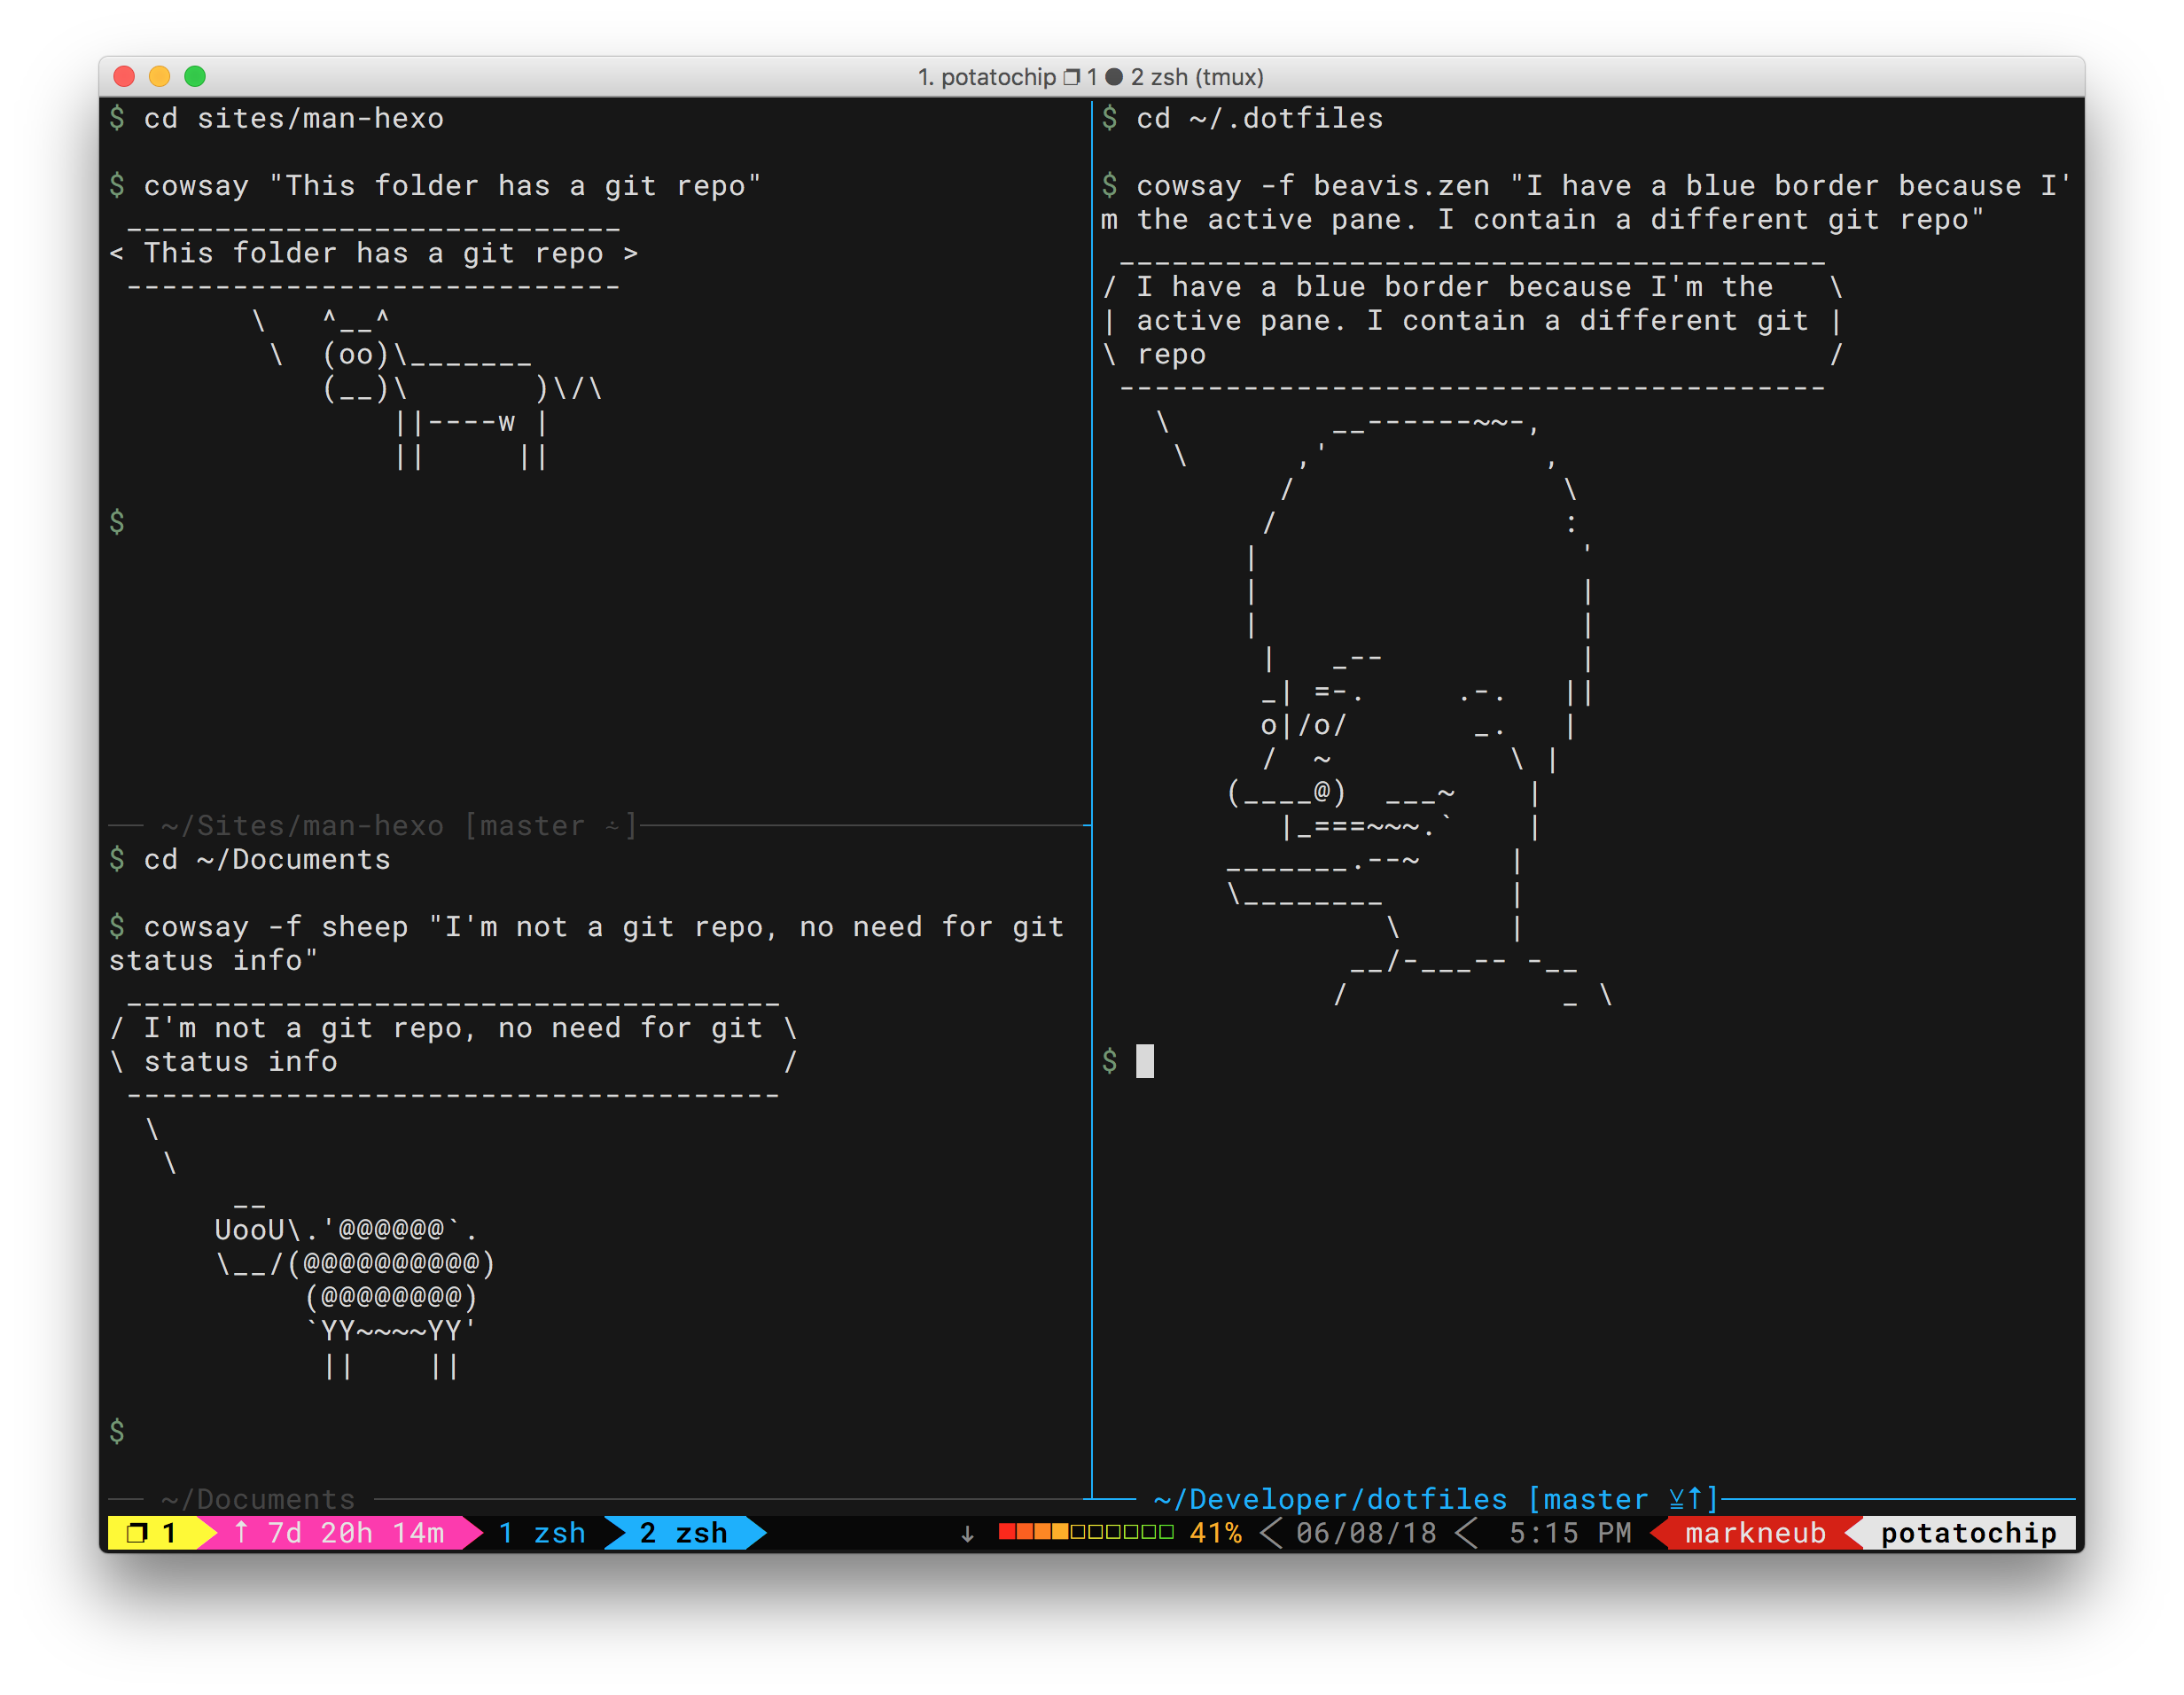 1. potatochip ❐ 1 ● 2 zsh (tmux)
$ cd sites/man-hexo

$ cowsay "This folder has a git repo"
 ____________________________
< This folder has a git repo >
 ----------------------------
        \   ^__^
         \  (oo)\_______
            (__)\       )\/\
                ||----w |
                ||     ||

$
── ~/Sites/man-hexo [master ∸]
$ cd ~/Documents

$ cowsay -f sheep "I'm not a git repo, no need for git
status info"
 _____________________________________
/ I'm not a git repo, no need for git \
\ status info                         /
 -------------------------------------
  \
   \
       __
      UooU\.'@@@@@@`.
      \__/(@@@@@@@@@@)
           (@@@@@@@@)
           `YY~~~~YY'
            ||    ||

$
── ~/Documents
$ cd ~/.dotfiles

$ cowsay -f beavis.zen "I have a blue border because I'
m the active pane. I contain a different git repo"
 ________________________________________
/ I have a blue border because I'm the   \
| active pane. I contain a different git |
\ repo                                   /
 ----------------------------------------
   \         __------~~-,
    \      ,'            ,
          /               \
         /                :
        |                  '
        |                  |
        |                  |
         |   _--           |
         _| =-.     .-.   ||
         o|/o/       _.   |
         /  ~          \ |
       (____@)  ___~    |
          |_===~~~.`    |
       _______.--~     |
       \________       |
                \      |
              __/-___-- -__
             /            _ \

$
── ~/Developer/dotfiles [master ⊻↑]
❐ 1 ↑ 7d 20h 14m 1 zsh 2 zsh ↓ ■■■■□□□□□□ 41% 06/08/18 5:15 PM markneub potatochip